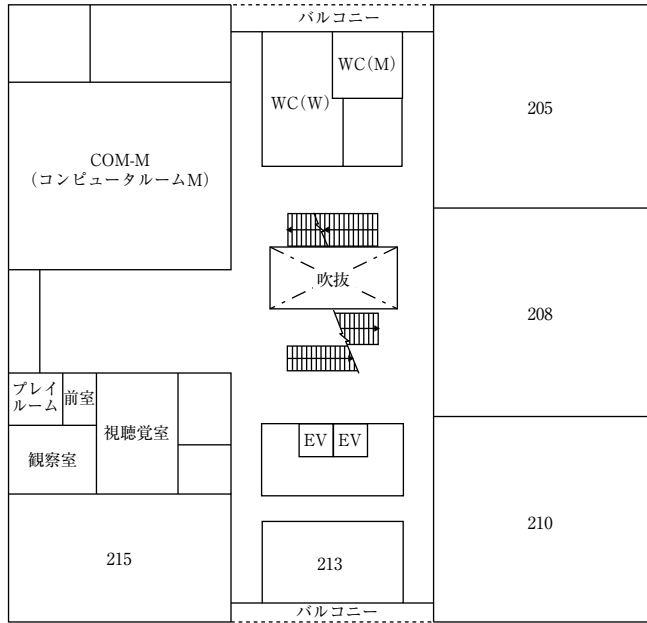 バルコニー
WC(M)
WC(W)
205
COM-M
(コンピュータルームM)
吹抜
208
プレイ
ルーム
前室
視聴覚室
観察室
EV
EV
210
215
213
バルコニー